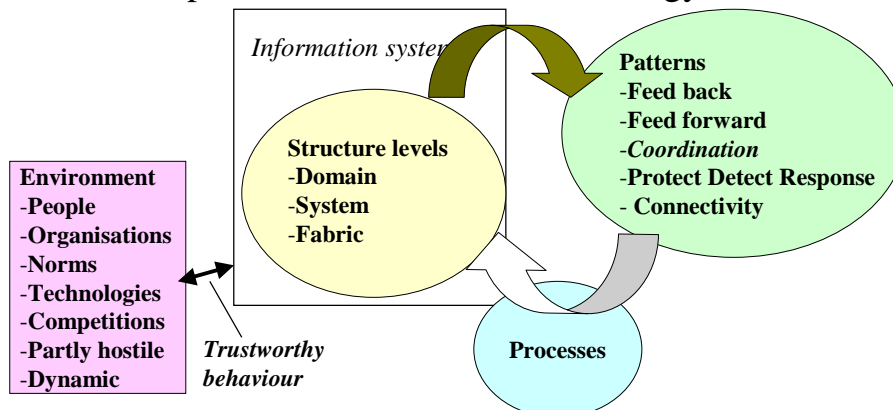 Information system
Patterns
-Feed back
-Feed forward
-Coordination
-Protect Detect Response
- Connectivity
Structure levels
-Domain
-System
-Fabric
Environment
-People
-Organisations
-Norms
-Technologies
-Competitions
-Partly hostile
-Dynamic
Trustworthy
behaviour
Processes